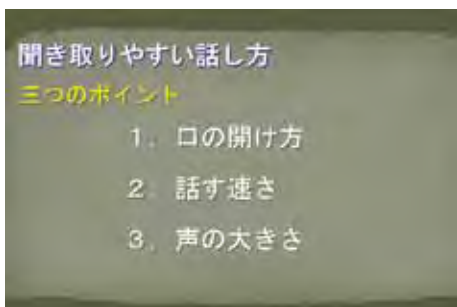 聞き取りやすい話し方
三つのポイント
1. 口の開け方
2. 話す速さ
3. 声の大きさ